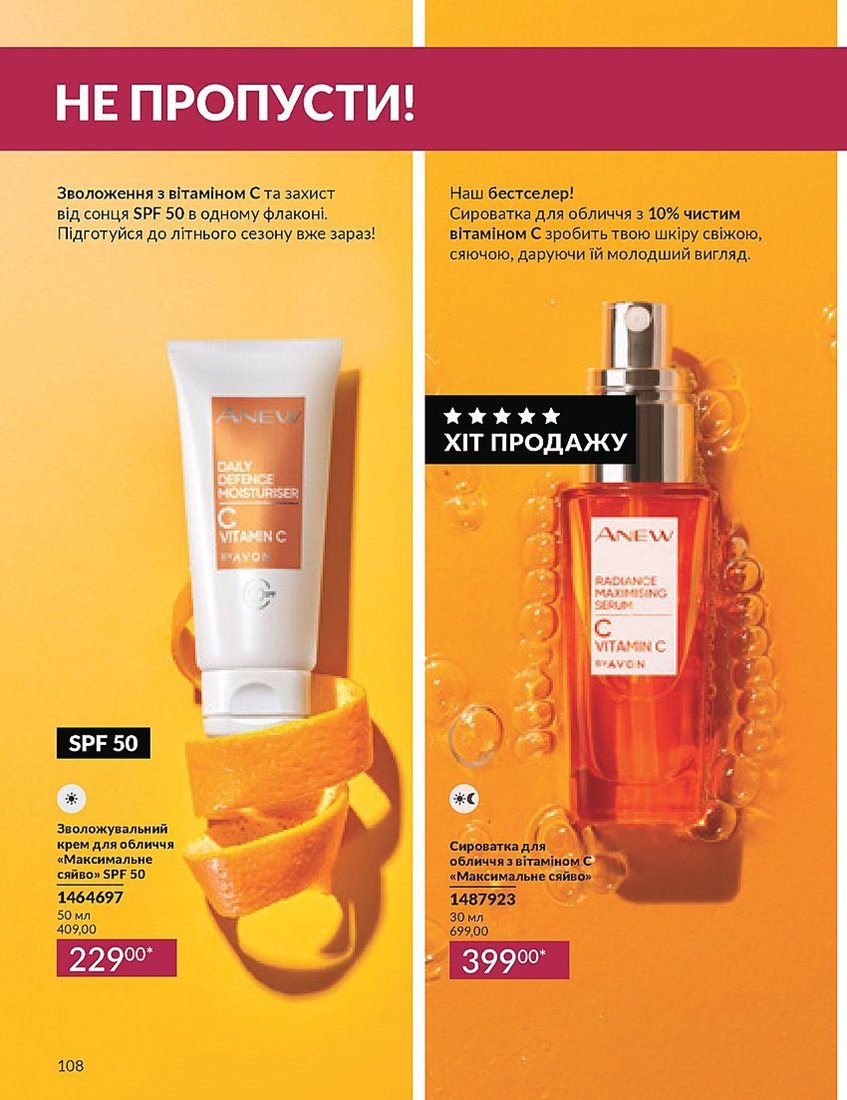 НЕ ПРОПУСТИ!
Зволоження з вітаміном С та захист
від сонця SPF 50 в одному флаконі.
Підготуйся до літнього сезону вже зараз!
ANEW
DAILY
DEFENCE
MOISTURISER
C
VITAMIN C
BY AVON
SPF 50
Зволожувальний
крем для обличчя
«Максимальне
сяйво» SPF 50
1464697
50 мл
409,00
22900*
Наш бестселер!
Сироватка для обличчя з 10% чистим
вітаміном С зробить твою шкіру свіжою,
сяючою, даруючи їй молодший вигляд.
★★★★★
ХІТ ПРОДАЖУ
ANEW
RADIANCE
MAXIMISING
SERUM
C
VITAMIN C
BY AVON
Сироватка для
обличчя з вітаміном С
«Максимальне сяйво»
1487923
30 мл
699,00
39900*
108